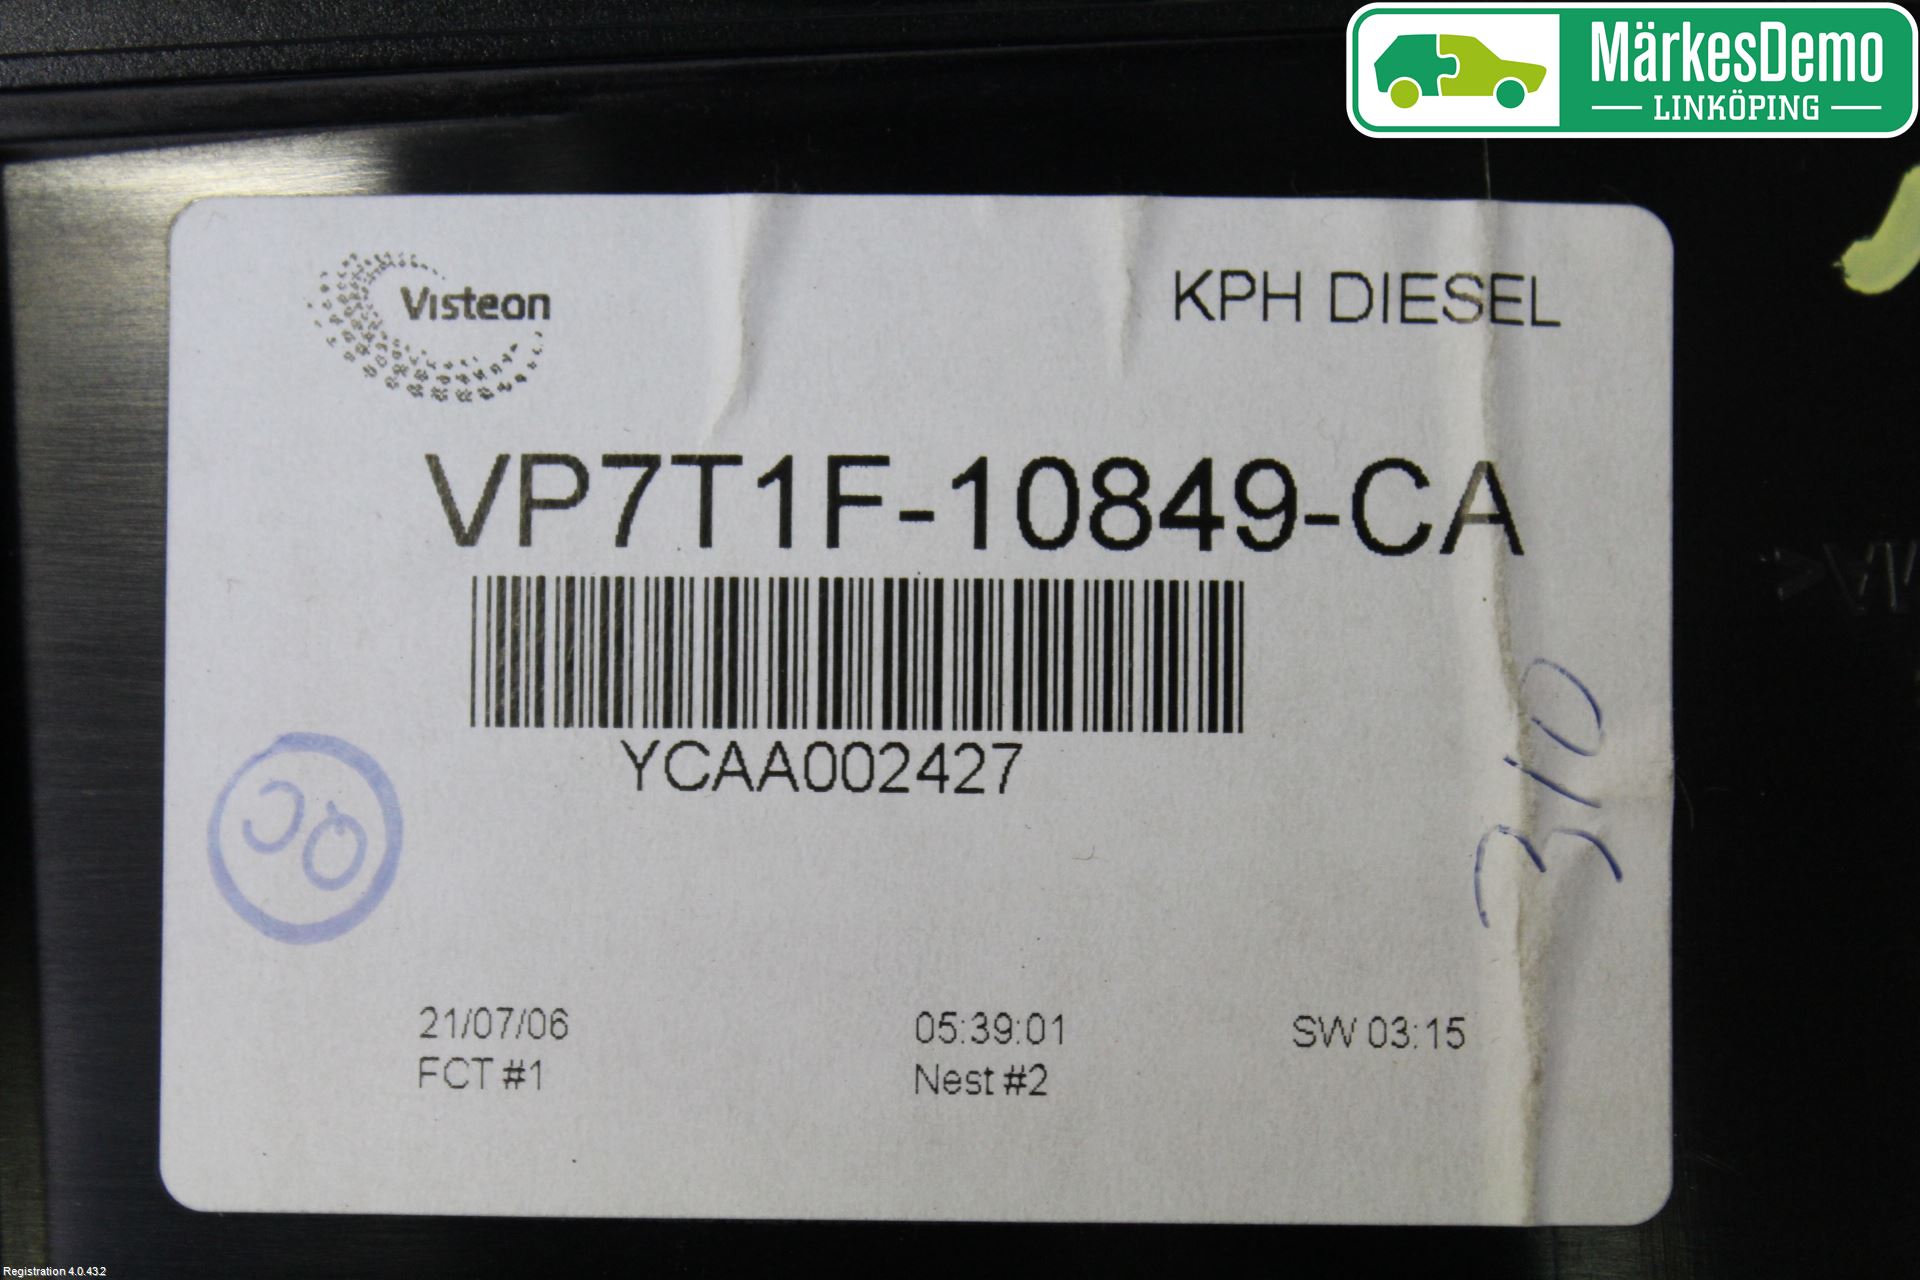 MärkesDemo
LINKÖPING
Visteon
KPH DIESEL
VP7T1F-10849-CA
YCAA002427
QC
310
21/07/06
05:39:01
SW 03:15
FCT #1
Nest #2
Registration 4.0.43.2